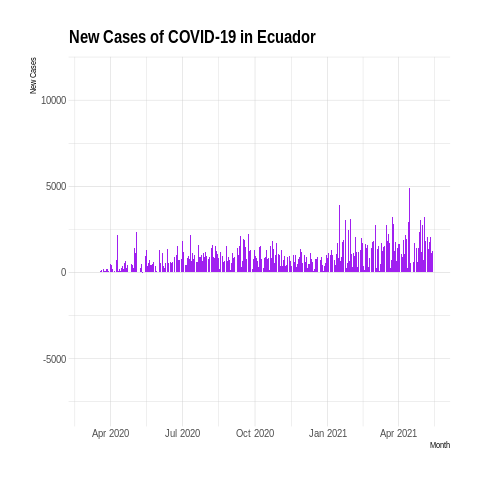 New Cases of COVID-19 in Ecuador
New Cases
10000
5000
0
-5000
Apr 2020 Jul 2020 Oct 2020 Jan 2021 Apr 2021
Month